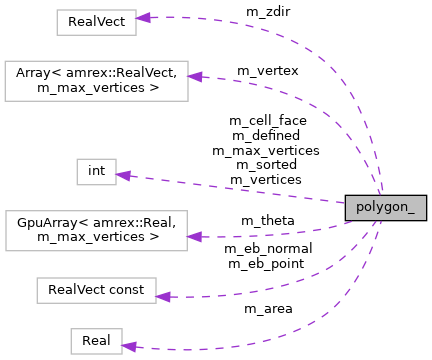 RealVect
m_zdir
Array< amrex::RealVect,
m_max_vertices >
m_vertex
int
m_cell_face
m_defined
m_max_vertices
m_sorted
m_vertices
polygon_
GpuArray< amrex::Real,
m_max_vertices >
m_theta
RealVect const
m_eb_normal
m_eb_point
Real
m_area